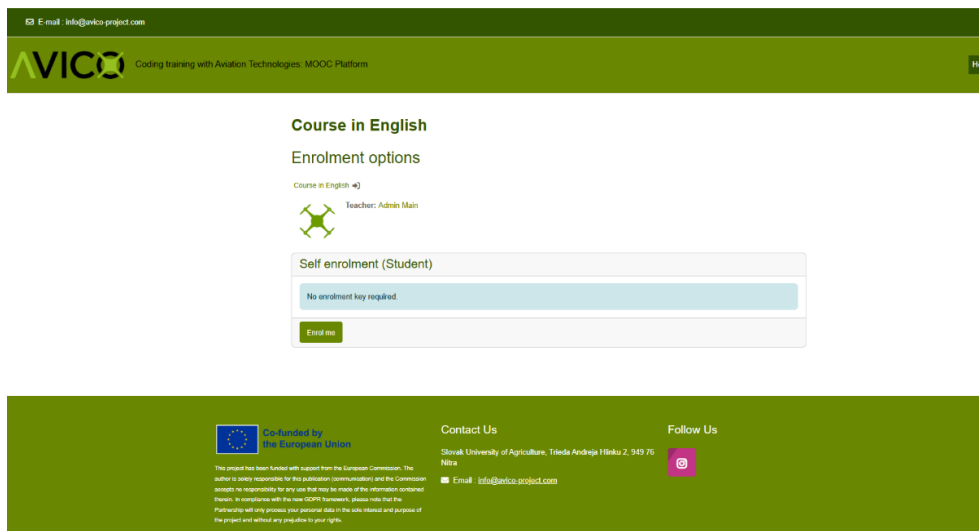 E-mail : info@avico-project.com
AVICO
Coding training with Aviation Technologies: MOOC Platform
Course in English
Enrolment options
Course in English
Teacher: Admin Main
Self enrolment (Student)
No enrolment key required.
Enrol me
Co-funded by
the European Union
This project has been funded with support from the European Commission. The
author is solely responsible for this publication (communication) and the Commission
accepts no responsibility for any use that may be made of the information contained
therein. In compliance with the new GDPR framework, please note that the
Partnership will only process your personal data in the sole interest and purpose of
the project and without any prejudice to your rights.
Contact Us
Slovak University of Agriculture, Trieda Andreja Hlinku 2, 949 76
Nitra
Email : info@avico-project.com
Follow Us